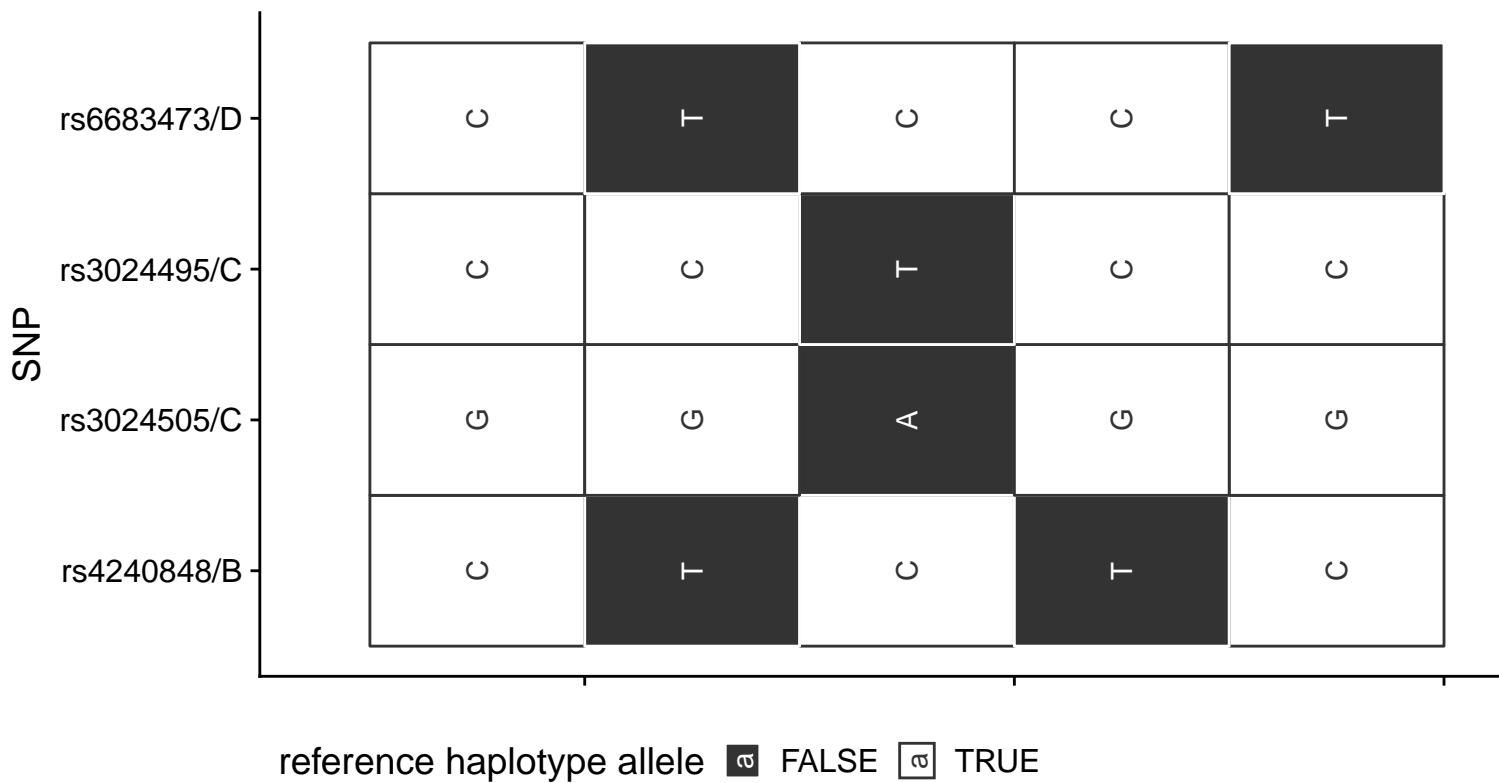 SNP
rs6683473/D C T C C T
rs3024495/C C C T C C
rs3024505/C G G A G G
rs4240848/B C T C T C
reference haplotype allele a FALSE a TRUE